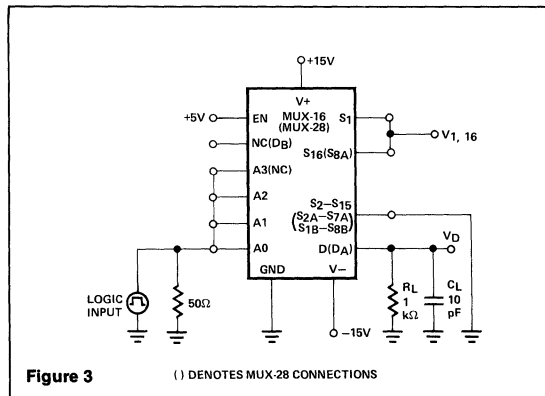 +15V
V+
+5V
EN
MUX-16
(MUX-28)
S1
NC(DB)
V1, 16
S16(S8A)
A3(NC)
A2
S2–S15
(S2A–S7A)
(S1B–S8B)
A1
A0
D(DA)
VD
GND
V–
LOGIC
INPUT
50Ω
RL
1
kΩ
CL
10
pF
–15V
Figure 3
( ) DENOTES MUX-28 CONNECTIONS